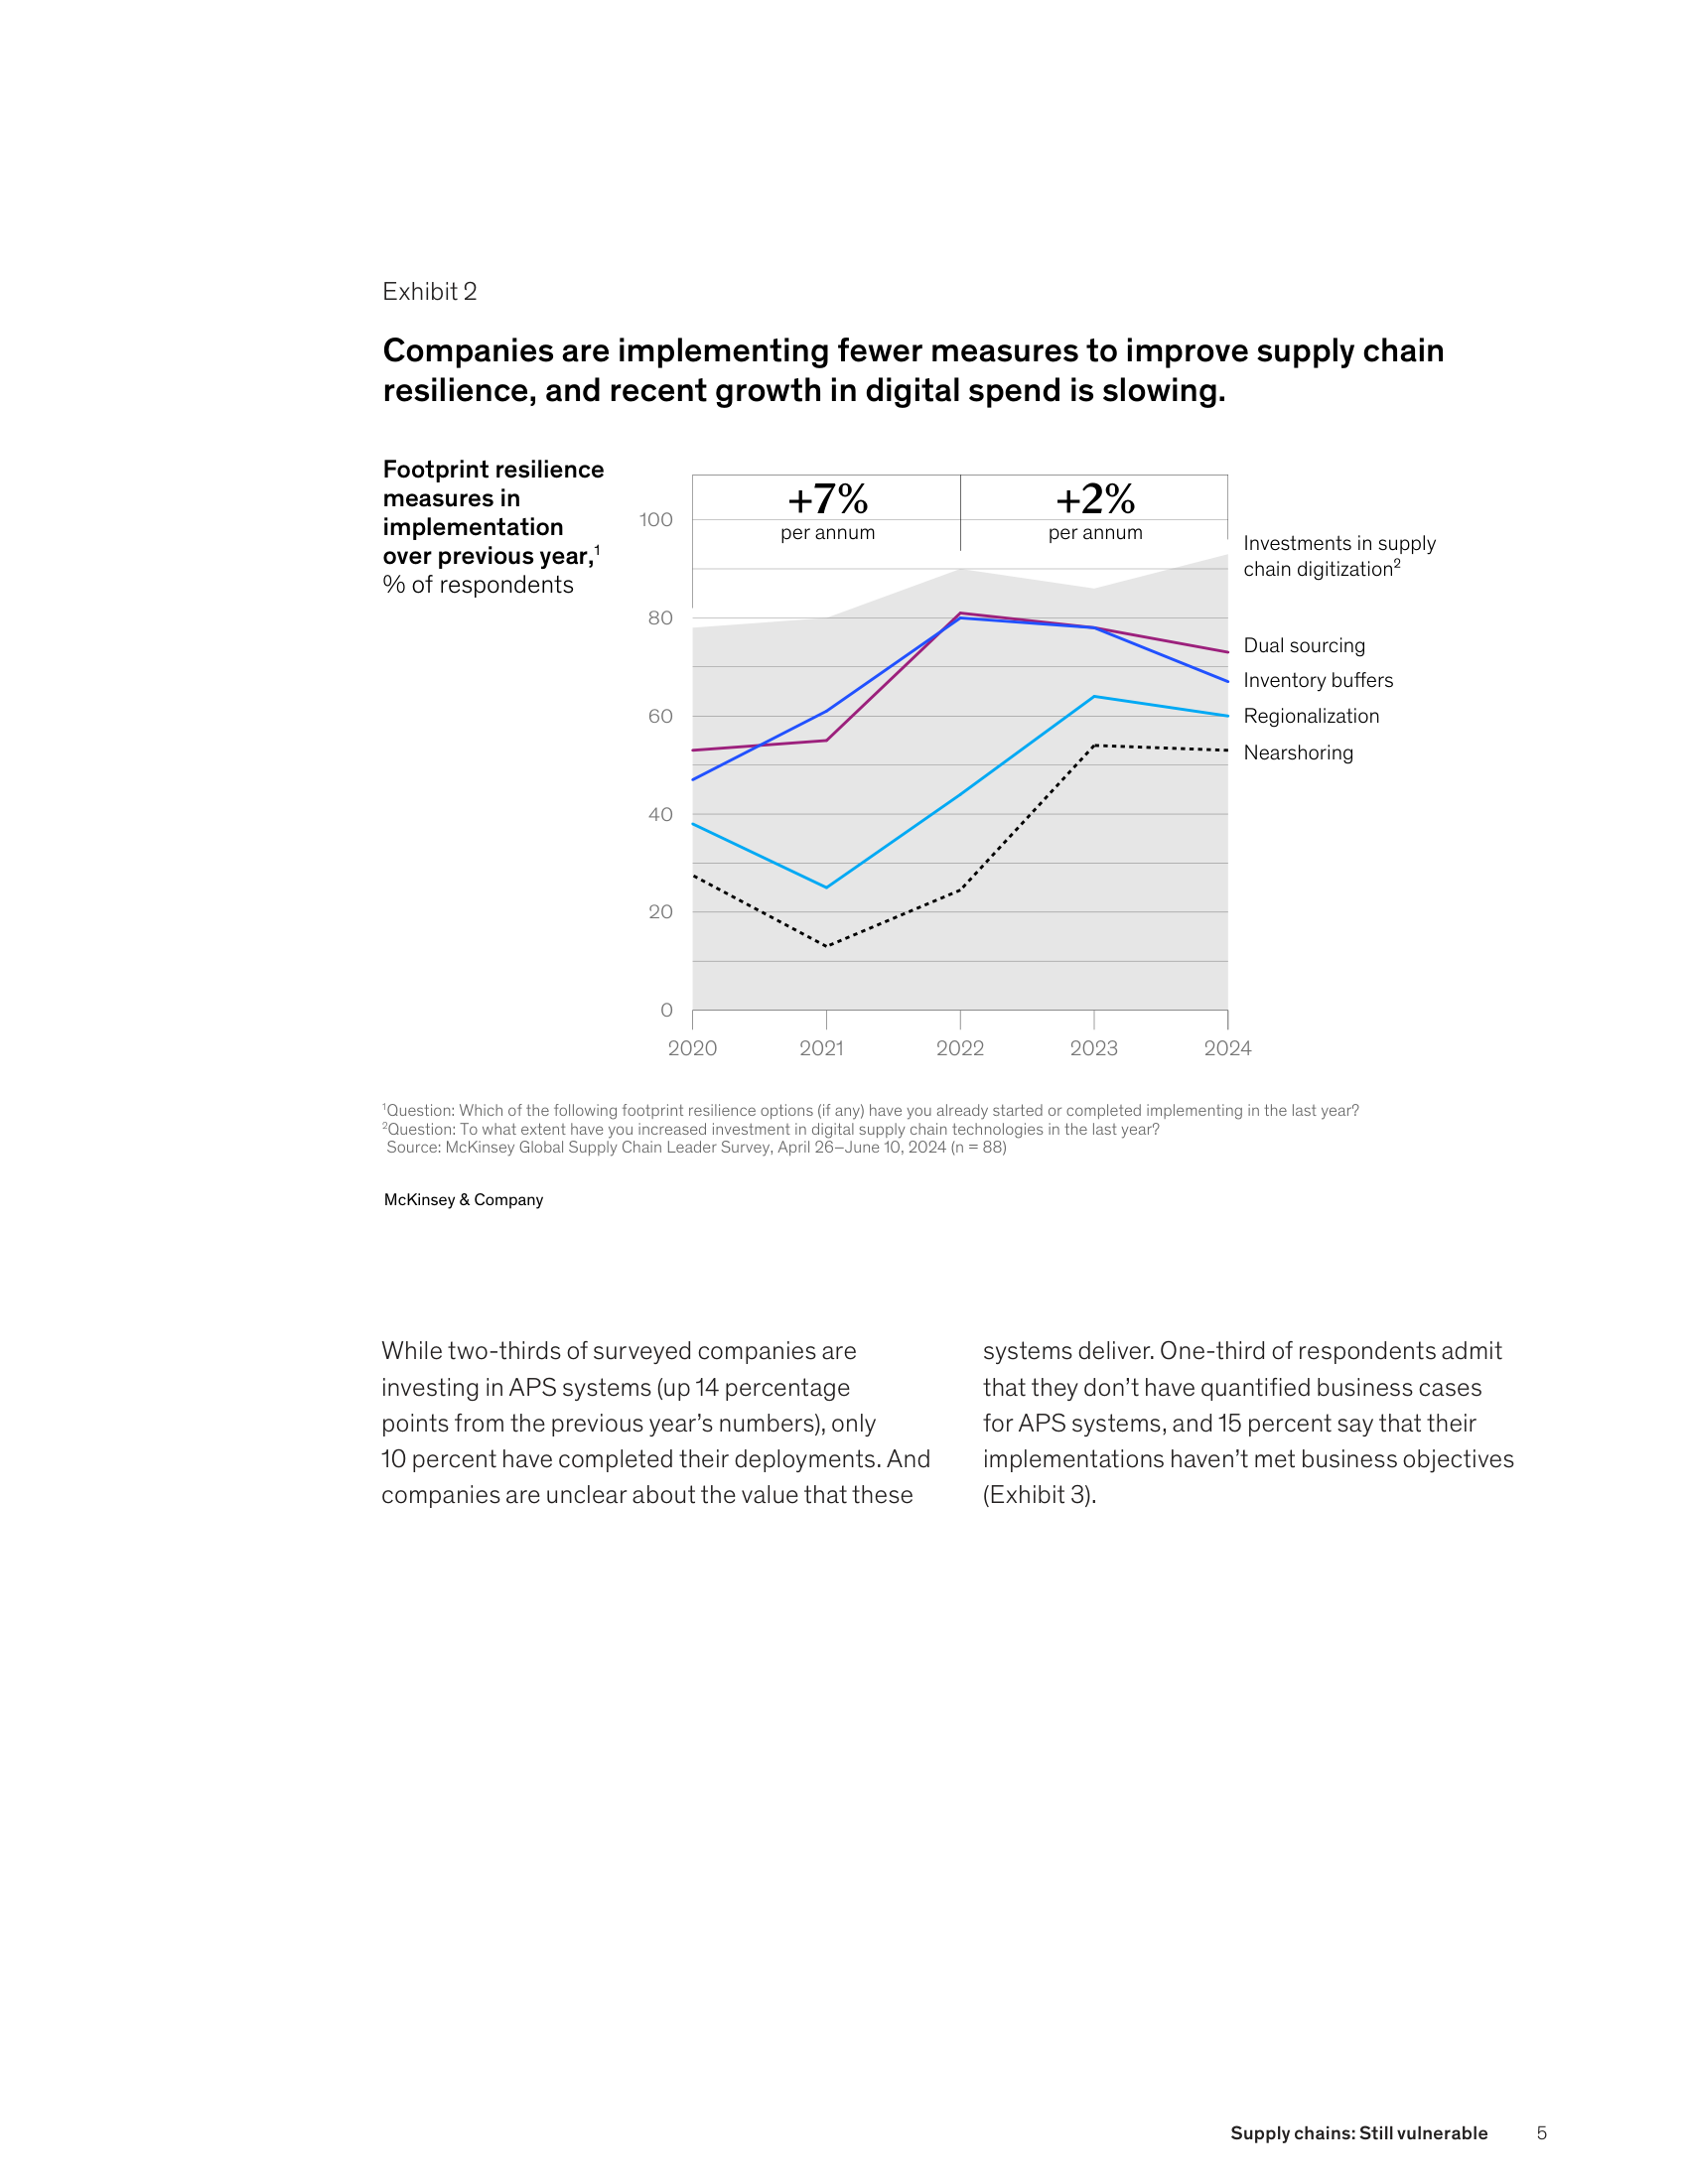 Exhibit 2
Companies are implementing fewer measures to improve supply chain
resilience, and recent growth in digital spend is slowing.
Footprint resilience
measures in
implementation
over previous year,¹
% of respondents
+7%
per annum
+2%
per annum
100
80
60
40
20
0
2020
2021
2022
2023
2024
Investments in supply
chain digitization²
Dual sourcing
Inventory buffers
Regionalization
Nearshoring
¹Question: Which of the following footprint resilience options (if any) have you already started or completed implementing in the last year?
²Question: To what extent have you increased investment in digital supply chain technologies in the last year?
Source: McKinsey Global Supply Chain Leader Survey, April 26–June 10, 2024 (n = 88)
McKinsey & Company
While two-thirds of surveyed companies are
investing in APS systems (up 14 percentage
points from the previous year’s numbers), only
10 percent have completed their deployments. And
companies are unclear about the value that these
systems deliver. One-third of respondents admit
that they don’t have quantified business cases
for APS systems, and 15 percent say that their
implementations haven’t met business objectives
(Exhibit 3).
Supply chains: Still vulnerable
5